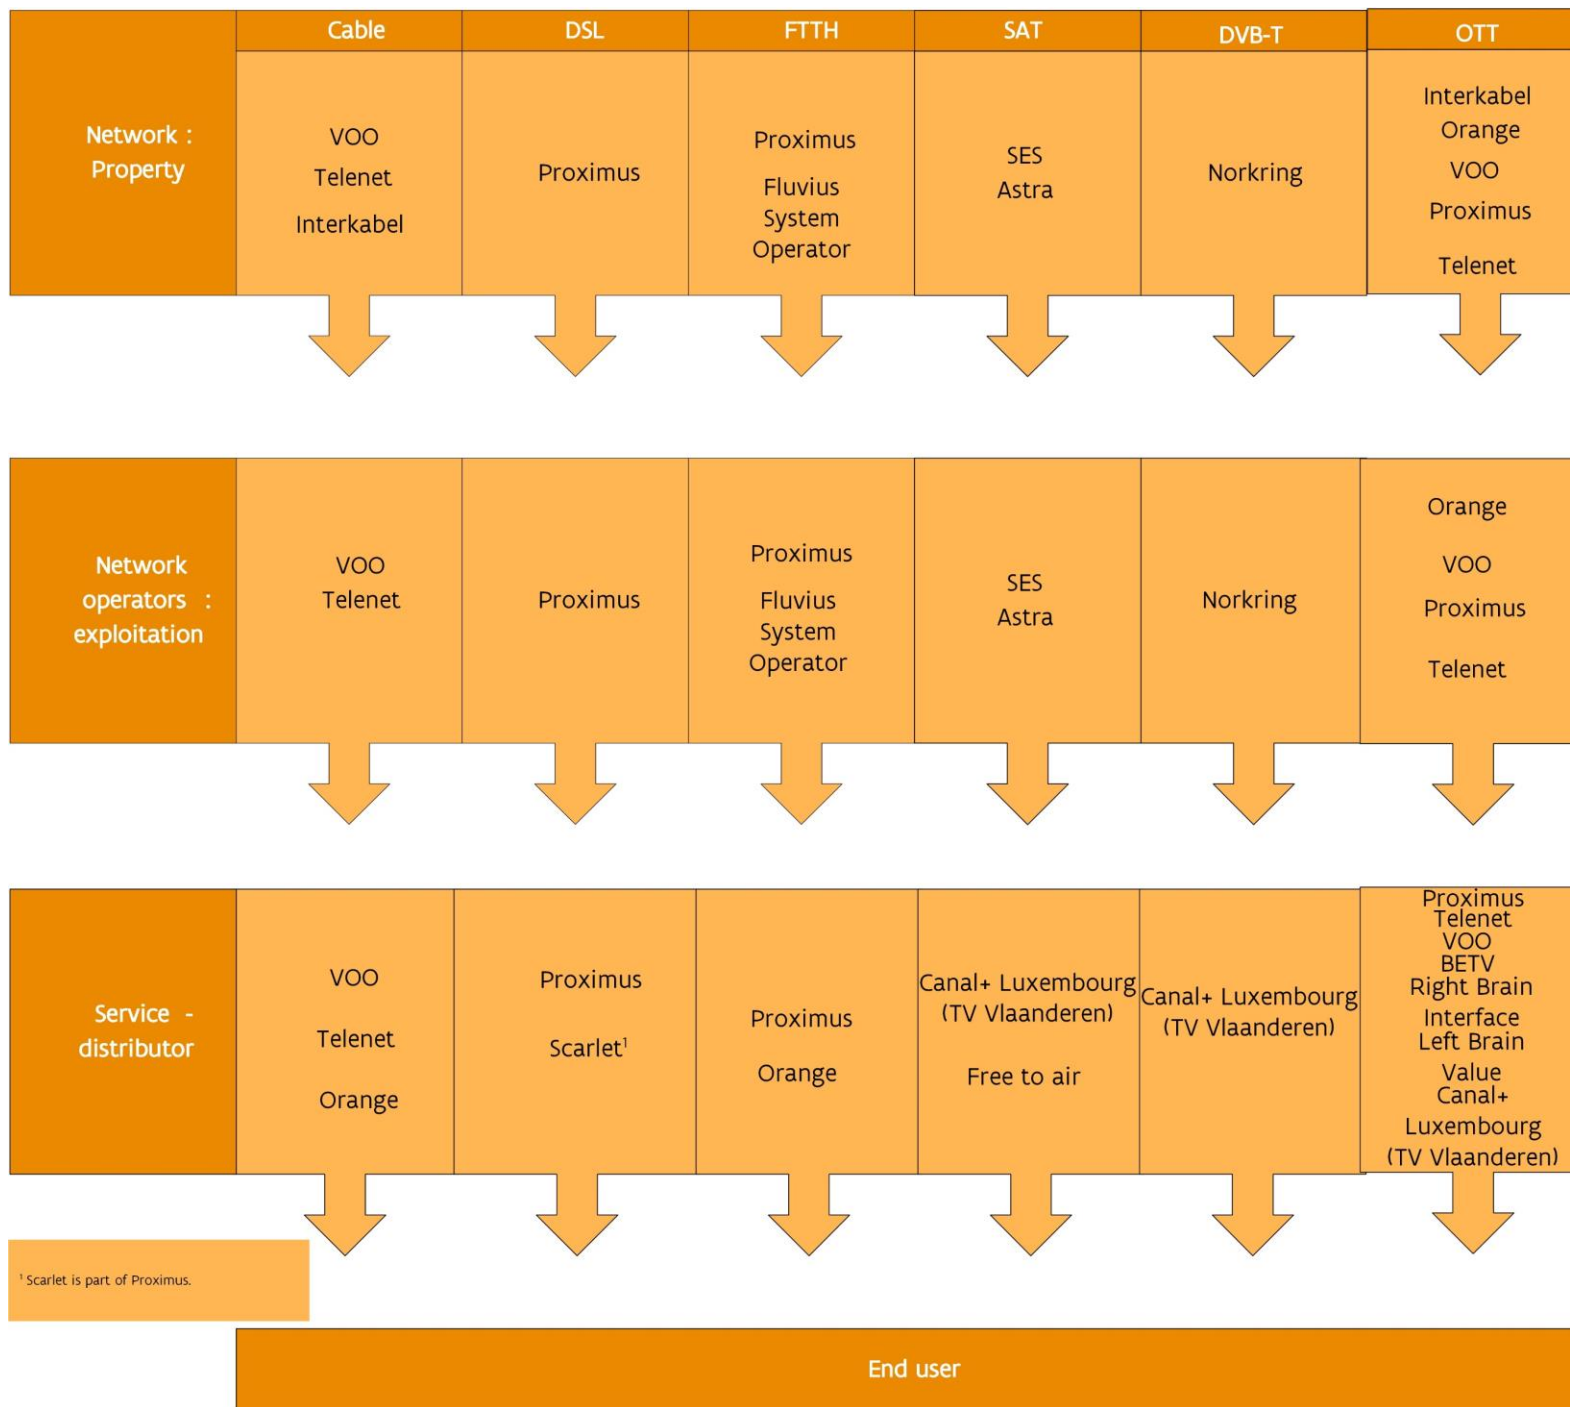 Cable
DSL
FTTH
SAT
DVB-T
OTT
Network :
Property
VOO
Telenet
Interkabel
Proximus
Proximus
Fluvius
System
Operator
SES
Astra
Norkring
Interkabel
Orange
VOO
Proximus
Telenet
Network
operators :
exploitation
VOO
Telenet
Proximus
Proximus
Fluvius
System
Operator
SES
Astra
Norkring
Orange
VOO
Proximus
Telenet
Service -
distributor
VOO
Telenet
Orange
Proximus
Scarlet¹
Proximus
Orange
Canal+ Luxembourg
(TV Vlaanderen)
Free to air
Canal+ Luxembourg
(TV Vlaanderen)
Proximus
Telenet
VOO
BETV
Right Brain
Interface
Left Brain
Value
Canal+
Luxembourg
(TV Vlaanderen)
¹ Scarlet is part of Proximus.
End user